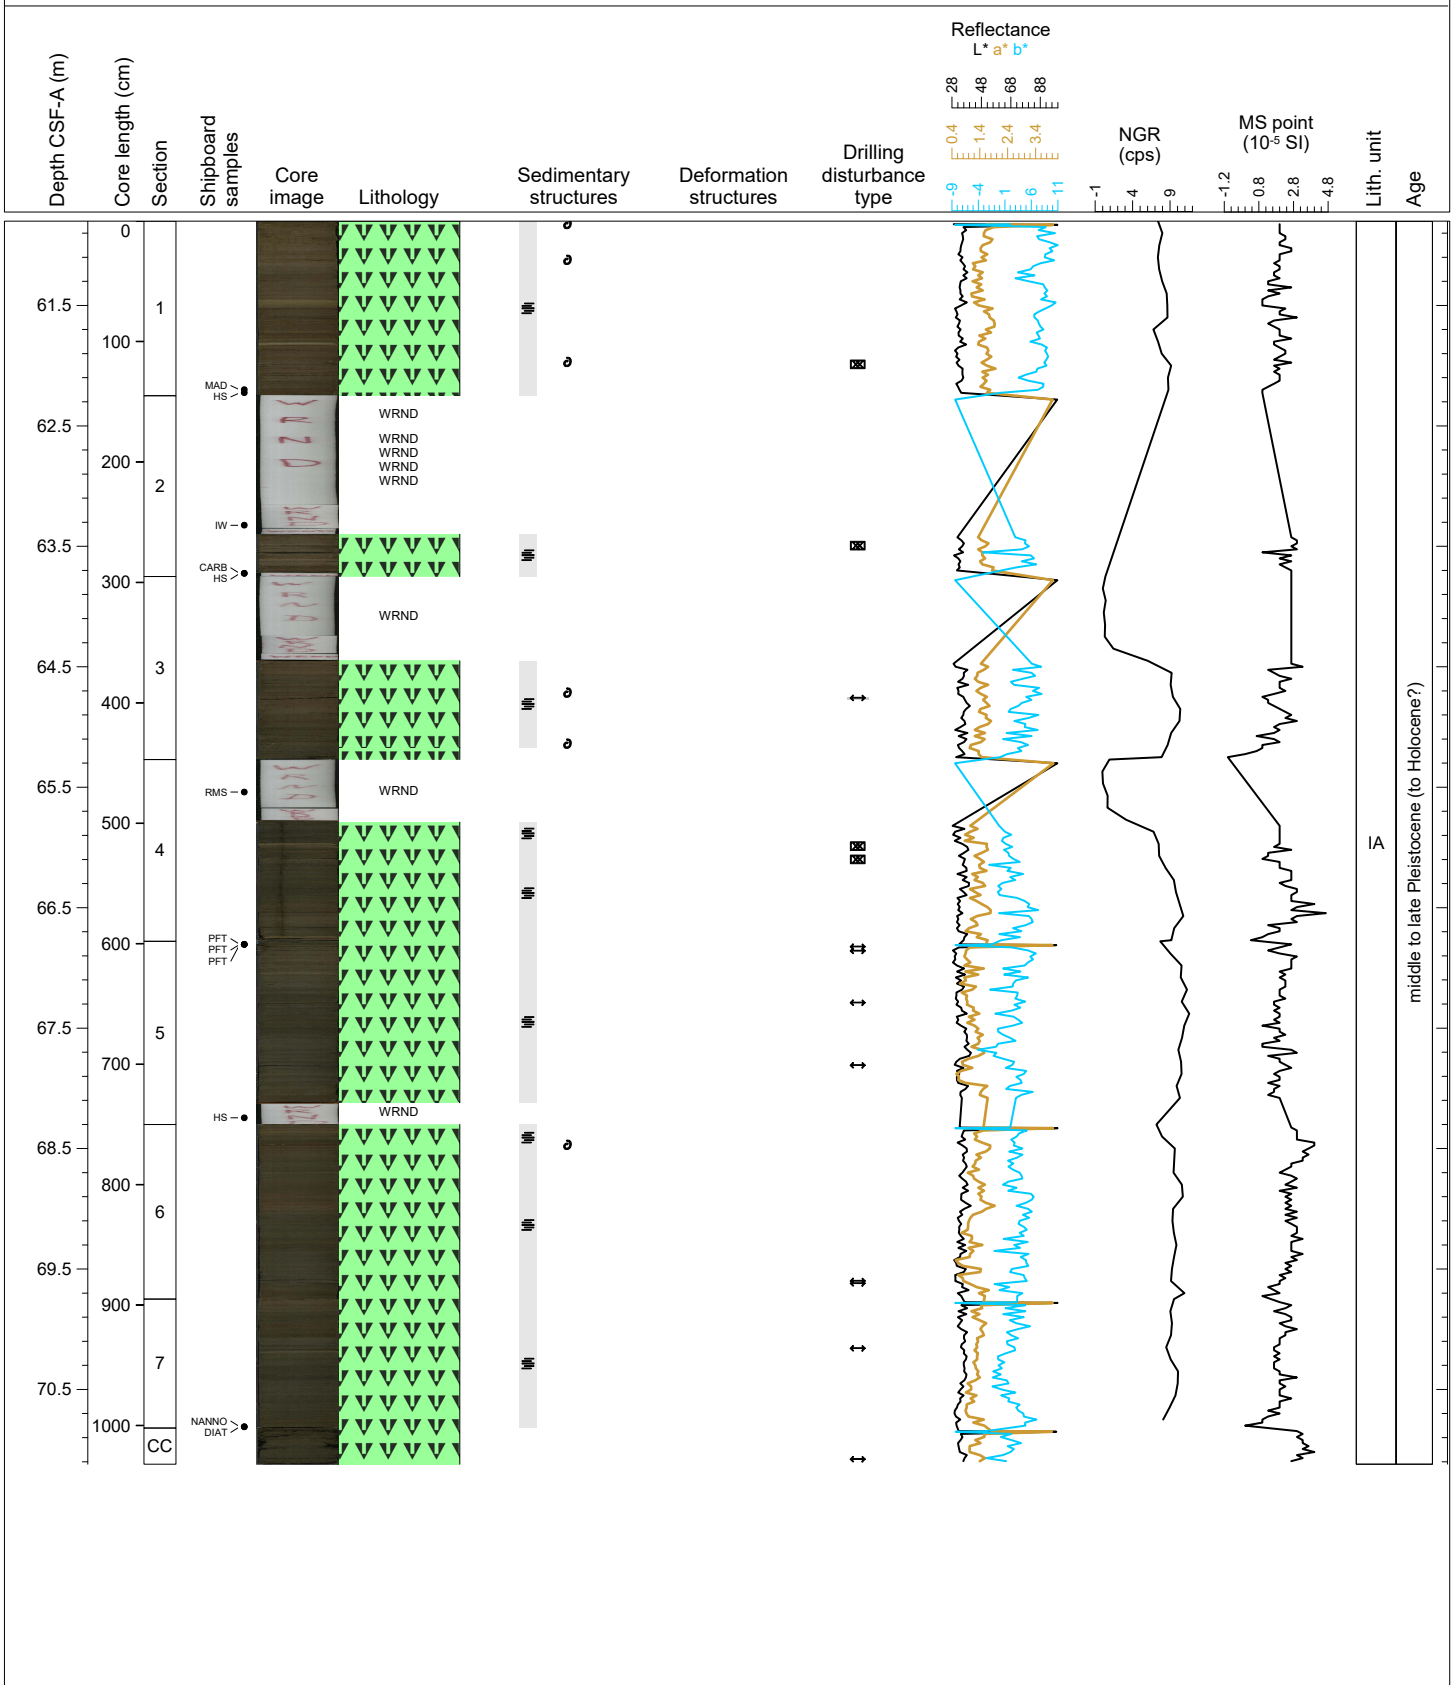 Reflectance
L* a* b*
28 48 68 88
0.4 1.4 2.4 3.4
-9 -4 1 6 11
NGR
(cps)
-1 4 9
MS point
(10-5 SI)
-1.2 0.8 2.8 4.8
Depth CSF-A (m)
Core length (cm)
Section
Shipboard
samples
Core
image
Lithology
Sedimentary
structures
Deformation
structures
Drilling
disturbance
type
Lith. unit
Age
0
61.5
1
100
MAD
HS
WRND
62.5
WRND
WRND
200
WRND
WRND
2
IW
63.5
CARB
HS
300
WRND
64.5
3
400
65.5
RMS
WRND
500
4
IA
middle to late Pleistocene (to Holocene?)
66.5
600
PFT
PFT
PFT
67.5
5
700
HS
WRND
68.5
800
6
69.5
900
7
70.5
1000
NANNO
DIAT
CC